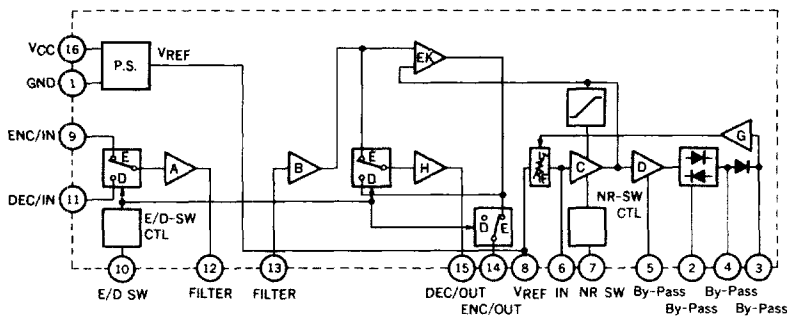 VCC 16 P.S. VREF
GND 1
EK
ENC/IN 9
E A B E H G
D D C D
DEC/IN 11
E/D-SW CTL
D E
NR-SW CTL
10 12 13 15 14 8 6 7 5 2 4 3
E/D SW FILTER FILTER DEC/OUT VREF IN NR SW By-Pass By-Pass
ENC/OUT By-Pass By-Pass